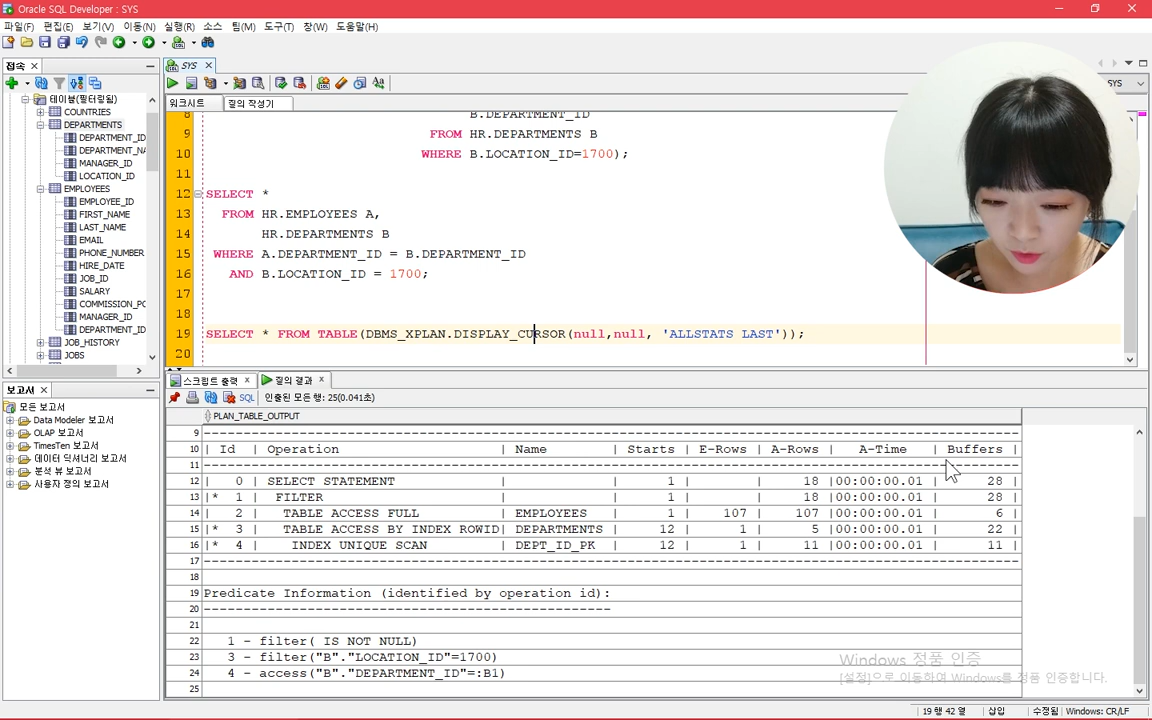 Oracle SQL Developer : SYS
파일(F) 편집(E) 보기(V) 이동(N) 실행(R) 소스 팀(M) 도구(T) 창(W) 도움말(H)
접속
테이블(필터링됨)
COUNTRIES
DEPARTMENTS
DEPARTMENT_ID
DEPARTMENT_NA
MANAGER_ID
LOCATION_ID
EMPLOYEES
EMPLOYEE_ID
FIRST_NAME
LAST_NAME
EMAIL
PHONE_NUMBER
HIRE_DATE
JOB_ID
SALARY
COMMISSION_PC
MANAGER_ID
DEPARTMENT_ID
JOB_HISTORY
JOBS
보고서
모든 보고서
Data Modeler 보고서
OLAP 보고서
TimesTen 보고서
데이터 딕셔너리 보고서
분석 뷰 보고서
사용자 정의 보고서
SYS
SYS
워크시트 질의 작성기
8 B.DEPARTMENT_ID
9 FROM HR.DEPARTMENTS B
10 WHERE B.LOCATION_ID=1700);
11
12 SELECT *
13 FROM HR.EMPLOYEES A,
14 HR.DEPARTMENTS B
15 WHERE A.DEPARTMENT_ID = B.DEPARTMENT_ID
16 AND B.LOCATION_ID = 1700;
17
18
19 SELECT * FROM TABLE(DBMS_XPLAN.DISPLAY_CURSOR(null,null, 'ALLSTATS LAST'));
20
스크립트 출력 질의 결과
SQL 인출된 모든 행: 25(0.041초)
PLAN_TABLE_OUTPUT
9 ----------------------------------------------------------------------------------------------------
10 | Id | Operation | Name | Starts | E-Rows | A-Rows | A-Time | Buffers |
11 ----------------------------------------------------------------------------------------------------
12 | 0 | SELECT STATEMENT | | 1 | | 18 |00:00:00.01 | 28 |
13 |* 1 | FILTER | | 1 | | 18 |00:00:00.01 | 28 |
14 | 2 | TABLE ACCESS FULL | EMPLOYEES | 1 | 107 | 107 |00:00:00.01 | 6 |
15 |* 3 | TABLE ACCESS BY INDEX ROWID| DEPARTMENTS | 12 | 1 | 5 |00:00:00.01 | 22 |
16 |* 4 | INDEX UNIQUE SCAN | DEPT_ID_PK | 12 | 1 | 11 |00:00:00.01 | 11 |
17 ----------------------------------------------------------------------------------------------------
18
19 Predicate Information (identified by operation id):
20 ---------------------------------------------------
21
22 1 - filter( IS NOT NULL)
23 3 - filter("B"."LOCATION_ID"=1700)
24 4 - access("B"."DEPARTMENT_ID"=:B1)
25
Windows 정품 인증
[설정]으로 이동하여 Windows를 정품 인증합니다.
19 행 42 열 삽입 수정됨 Windows: CR/LF